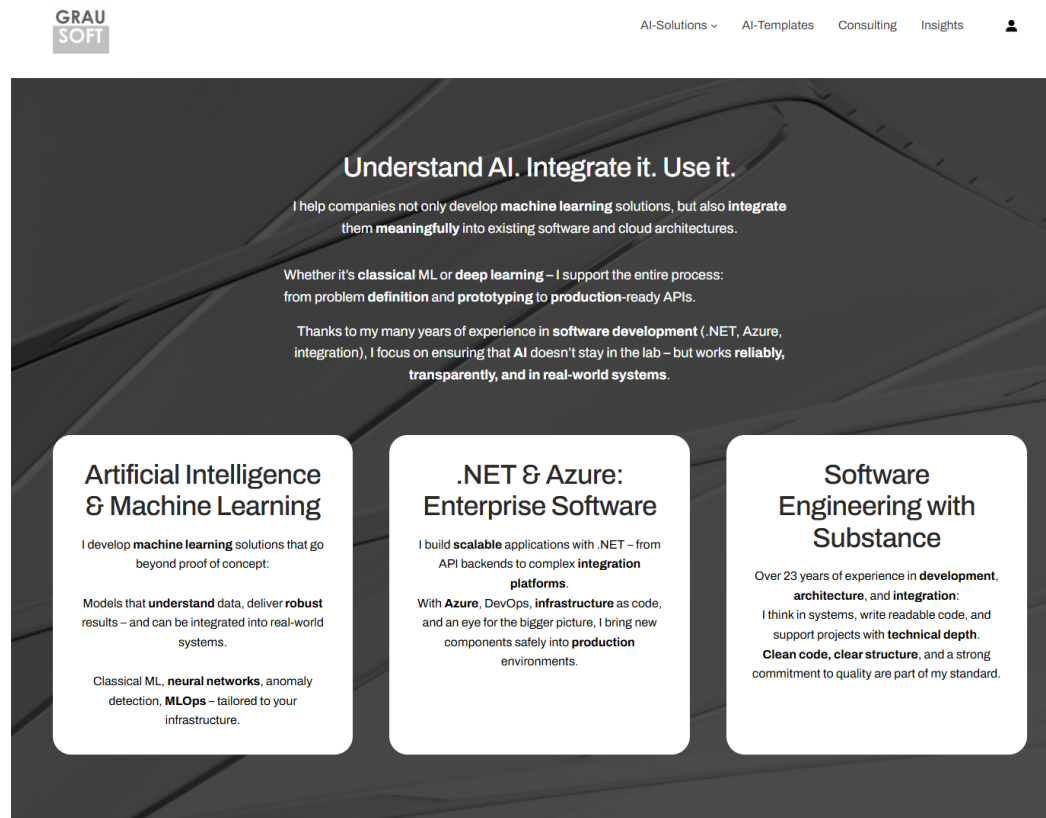 GRAU
SOFT
AI-Solutions
AI-Templates
Consulting
Insights
Understand AI. Integrate it. Use it.
I help companies not only develop machine learning solutions, but also integrate
them meaningfully into existing software and cloud architectures.
Whether it’s classical ML or deep learning – I support the entire process:
from problem definition and prototyping to production-ready APIs.
Thanks to my many years of experience in software development (.NET, Azure,
integration), I focus on ensuring that AI doesn’t stay in the lab – but works reliably,
transparently, and in real-world systems.
Artificial Intelligence
& Machine Learning
I develop machine learning solutions that go
beyond proof of concept:
Models that understand data, deliver robust
results – and can be integrated into real-world
systems.
Classical ML, neural networks, anomaly
detection, MLOps – tailored to your
infrastructure.
.NET & Azure:
Enterprise Software
I build scalable applications with .NET – from
API backends to complex integration
platforms.
With Azure, DevOps, infrastructure as code,
and an eye for the bigger picture, I bring new
components safely into production
environments.
Software
Engineering with
Substance
Over 23 years of experience in development,
architecture, and integration:
I think in systems, write readable code, and
support projects with technical depth.
Clean code, clear structure, and a strong
commitment to quality are part of my standard.